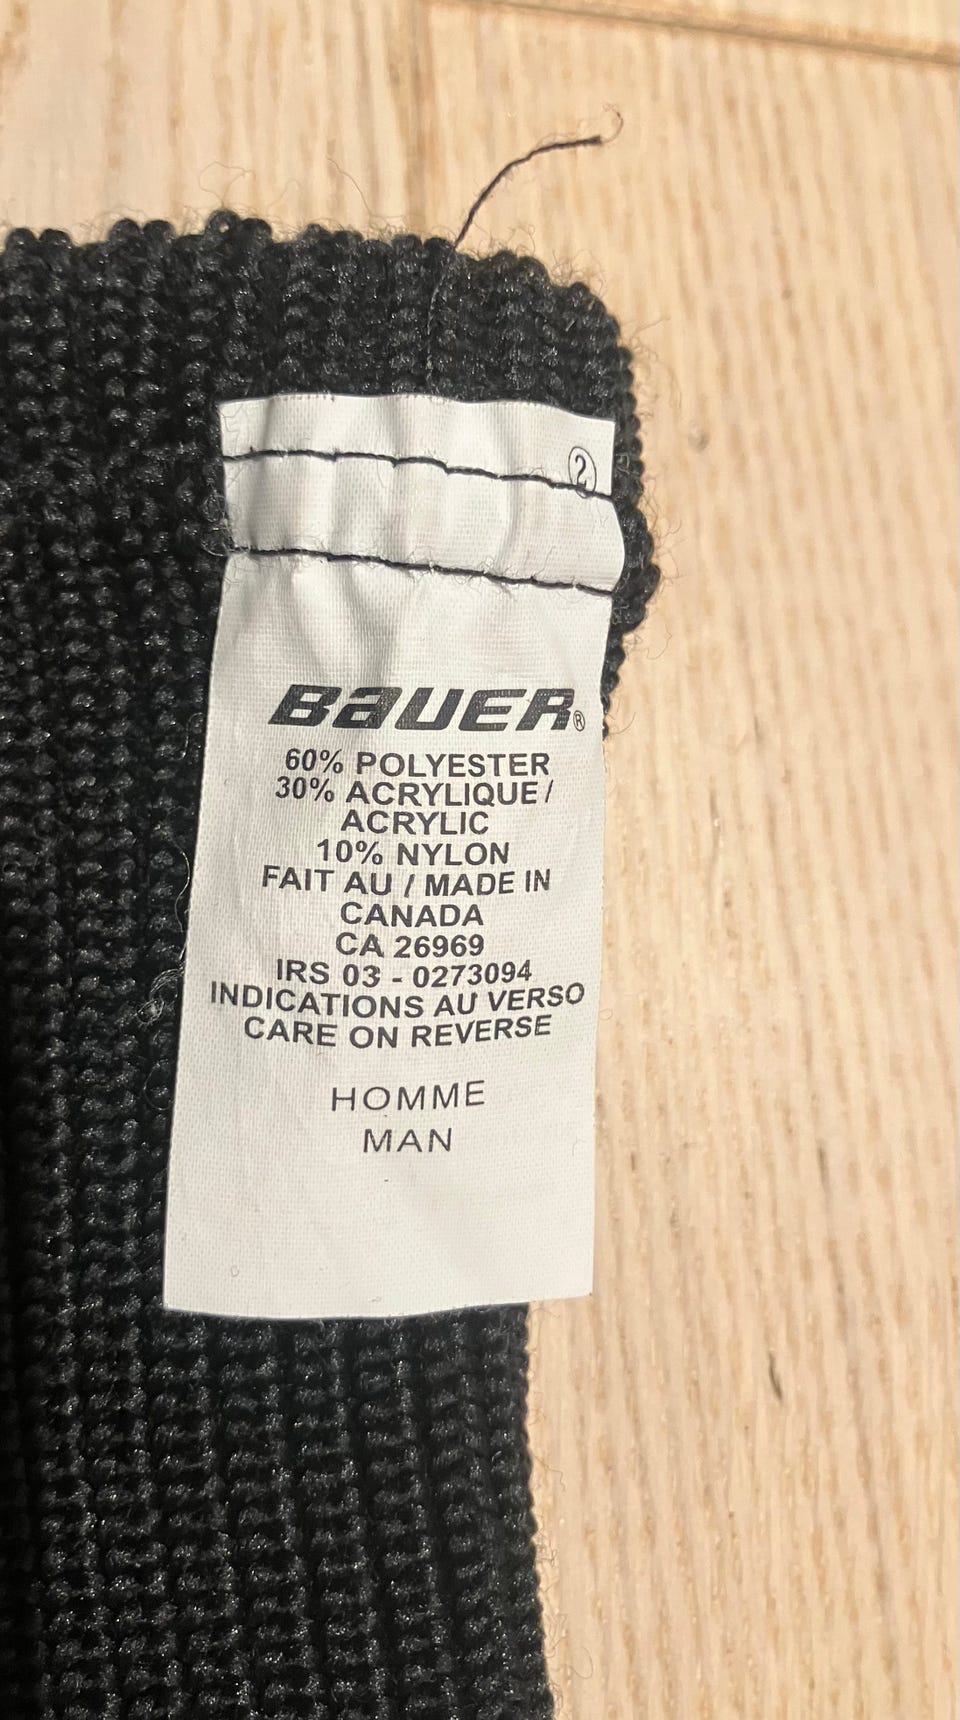 2
BAUER®
60% POLYESTER
30% ACRYLIQUE /
ACRYLIC
10% NYLON
FAIT AU / MADE IN
CANADA
CA 26969
IRS 03 - 0273094
INDICATIONS AU VERSO
CARE ON REVERSE
HOMME
MAN